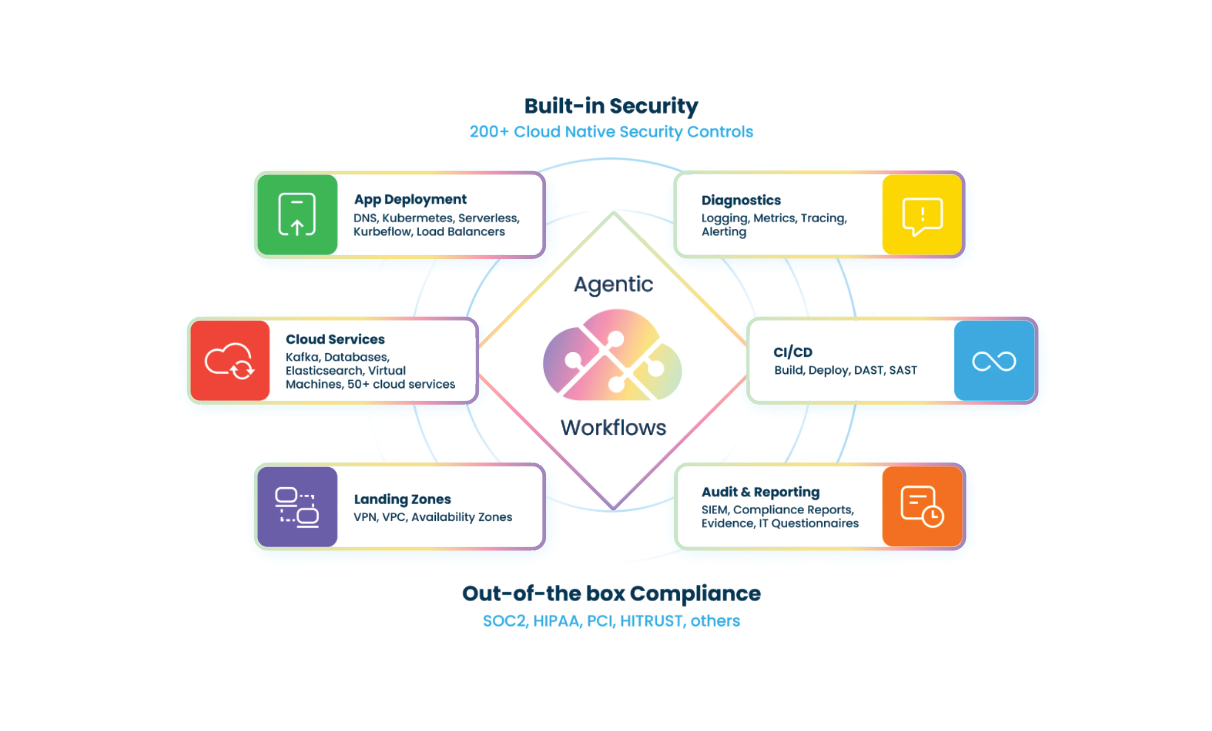 Built-in Security
200+ Cloud Native Security Controls
App Deployment
DNS, Kubernetes, Serverless,
Kurbeflow, Load Balancers
Diagnostics
Logging, Metrics, Tracing,
Alerting
Agentic
Workflows
Cloud Services
Kafka, Databases,
Elasticsearch, Virtual
Machines, 50+ cloud services
CI/CD
Build, Deploy, DAST, SAST
Landing Zones
VPN, VPC, Availability Zones
Audit & Reporting
SIEM, Compliance Reports,
Evidence, IT Questionnaires
Out-of-the box Compliance
SOC2, HIPAA, PCI, HITRUST, others